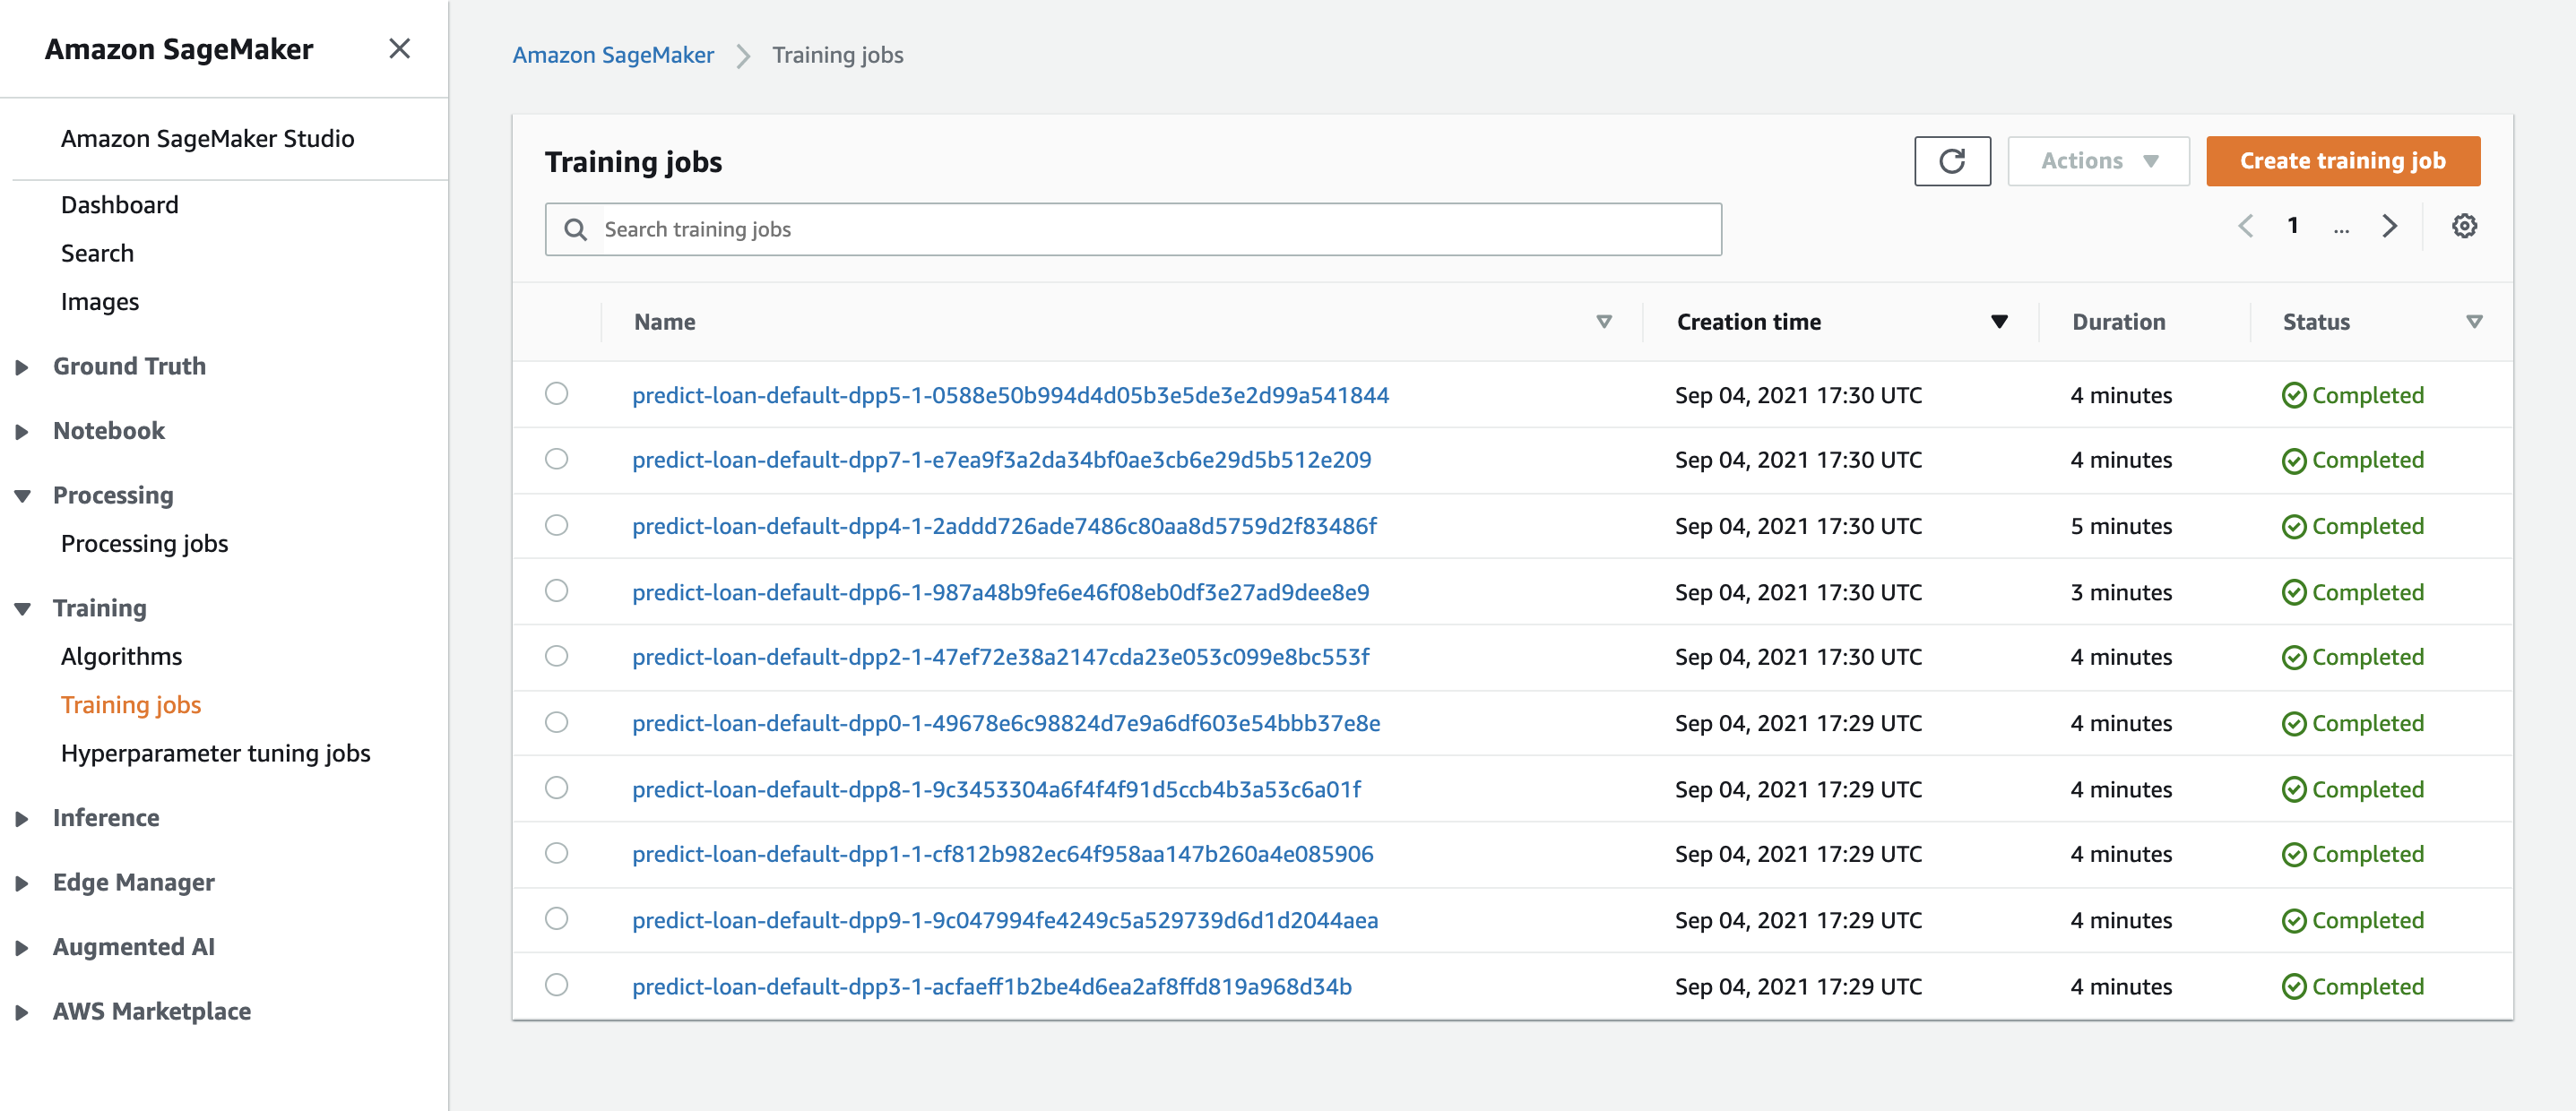 Amazon SageMaker
Amazon SageMaker Studio
Dashboard
Search
Images
Ground Truth
Notebook
Processing
Processing jobs
Training
Algorithms
Training jobs
Hyperparameter tuning jobs
Inference
Edge Manager
Augmented AI
AWS Marketplace
Amazon SageMaker > Training jobs
Training jobs
Actions
Create training job
Search training jobs
1 ...
Name Creation time Duration Status
predict-loan-default-dpp5-1-0588e50b994d4d05b3e5de3e2d99a541844 Sep 04, 2021 17:30 UTC 4 minutes Completed
predict-loan-default-dpp7-1-e7ea9f3a2da34bf0ae3cb6e29d5b512e209 Sep 04, 2021 17:30 UTC 4 minutes Completed
predict-loan-default-dpp4-1-2addd726ade7486c80aa8d5759d2f83486f Sep 04, 2021 17:30 UTC 5 minutes Completed
predict-loan-default-dpp6-1-987a48b9fe6e46f08eb0df3e27ad9dee8e9 Sep 04, 2021 17:30 UTC 3 minutes Completed
predict-loan-default-dpp2-1-47ef72e38a2147cda23e053c099e8bc553f Sep 04, 2021 17:30 UTC 4 minutes Completed
predict-loan-default-dpp0-1-49678e6c98824d7e9a6df603e54bbb37e8e Sep 04, 2021 17:29 UTC 4 minutes Completed
predict-loan-default-dpp8-1-9c3453304a6f4f4f91d5ccb4b3a53c6a01f Sep 04, 2021 17:29 UTC 4 minutes Completed
predict-loan-default-dpp1-1-cf812b982ec64f958aa147b260a4e085906 Sep 04, 2021 17:29 UTC 4 minutes Completed
predict-loan-default-dpp9-1-9c047994fe4249c5a529739d6d1d2044aea Sep 04, 2021 17:29 UTC 4 minutes Completed
predict-loan-default-dpp3-1-acfaeff1b2be4d6ea2af8ffd819a968d34b Sep 04, 2021 17:29 UTC 4 minutes Completed